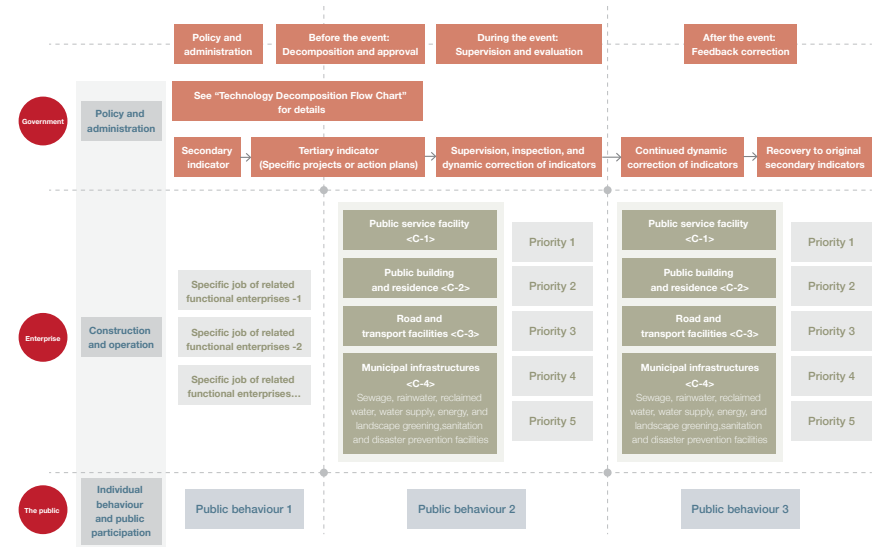 Policy and
administration
Before the event:
Decomposition and approval
During the event:
Supervision and evaluation
After the event:
Feedback correction
Government
Policy and
administration
See “Technology Decomposition Flow Chart”
for details
Secondary
indicator
Tertiary indicator
(Specific projects or action plans)
Supervision, inspection, and
dynamic correction of indicators
Continued dynamic
correction of indicators
Recovery to original
secondary indicators
Enterprise
Construction
and operation
Specific job of related
functional enterprises -1
Specific job of related
functional enterprises -2
Specific job of related
functional enterprises...
Public service facility
<C-1>
Public building
and residence <C-2>
Road and
transport facilities <C-3>
Municipal infrastructures
<C-4>
Sewage, rainwater, reclaimed
water, water supply, energy, and
landscape greening,sanitation
and disaster prevention facilities
Priority 1
Priority 2
Priority 3
Priority 4
Priority 5
Public service facility
<C-1>
Public building
and residence <C-2>
Road and
transport facilities <C-3>
Municipal infrastructures
<C-4>
Sewage, rainwater, reclaimed
water, water supply, energy, and
landscape greening,sanitation
and disaster prevention facilities
Priority 1
Priority 2
Priority 3
Priority 4
Priority 5
The public
Individual
behaviour
and public
participation
Public behaviour 1
Public behaviour 2
Public behaviour 3